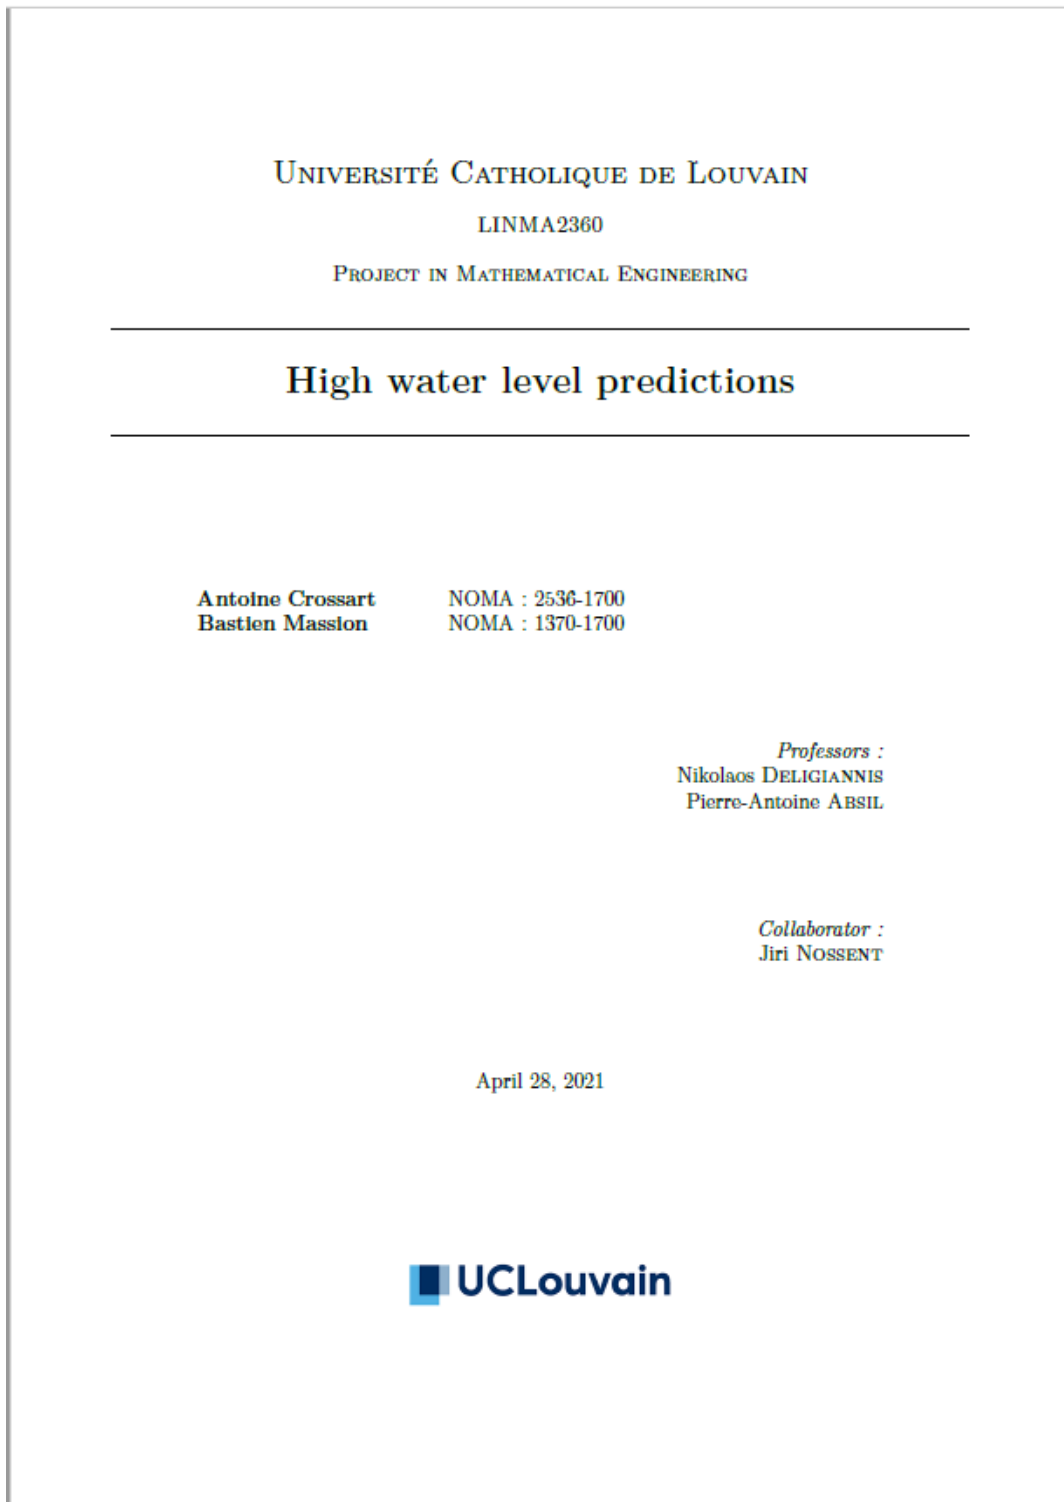 Université Catholique de Louvain
LINMA2360
Project in Mathematical Engineering
High water level predictions
Antoine Crossart NOMA : 2536-1700
Bastien Massion NOMA : 1370-1700
Professors :
Nikolaos Deligiannis
Pierre-Antoine Absil
Collaborator :
Jiri Nossent
April 28, 2021
UCLouvain